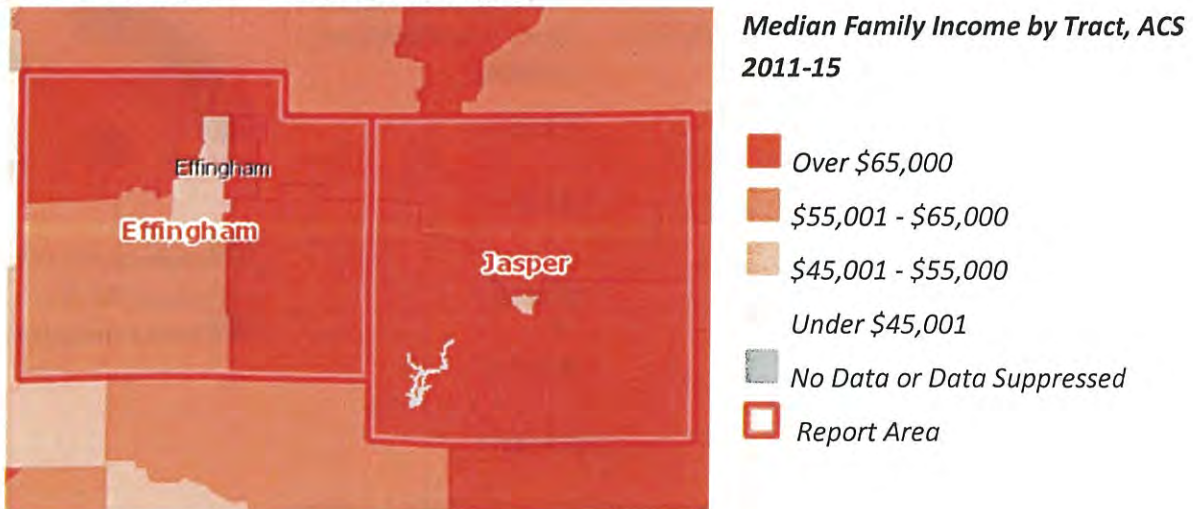 Median Family Income by Tract, ACS
2011-15
Over $65,000
$55,001 - $65,000
$45,001 - $55,000
Under $45,001
No Data or Data Suppressed
Report Area
Effingham
Effingham
Jasper